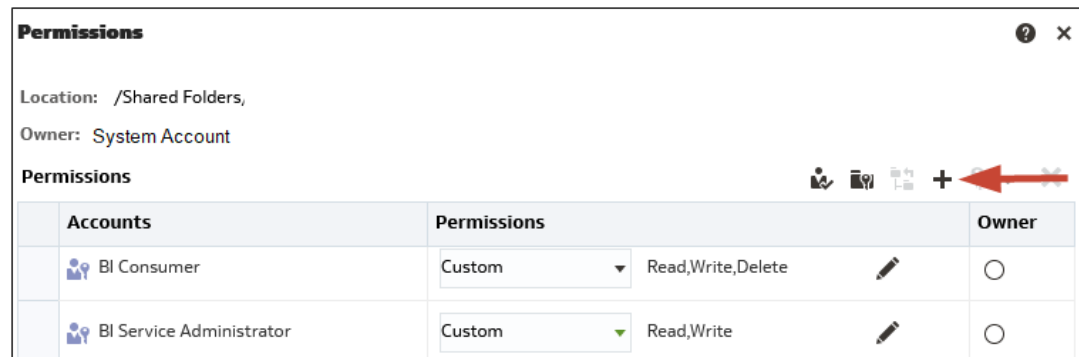 Permissions
Location: /Shared Folders,
Owner: System Account
Permissions
Accounts Permissions Owner
BI Consumer Custom Read,Write,Delete
BI Service Administrator Custom Read,Write